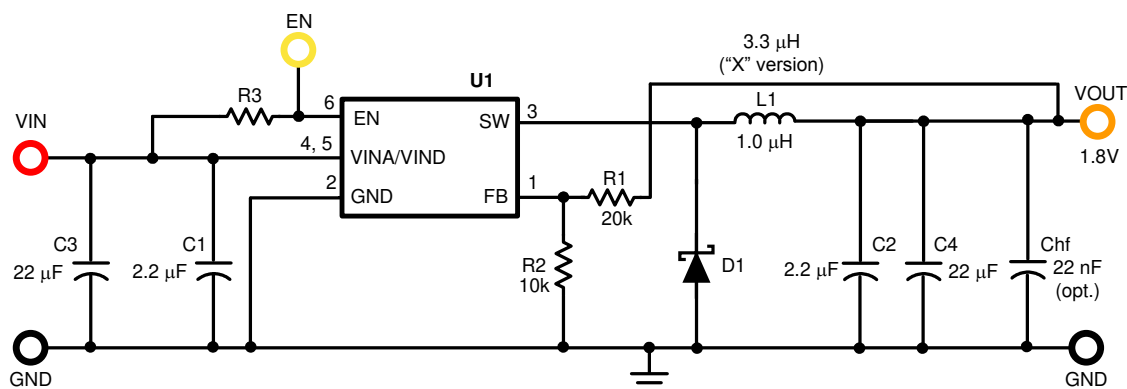 EN
3.3 μH
("X" version)
U1
R3
6
EN
SW
3
L1
1.0 μH
VOUT
1.8V
VIN
4, 5
VINA/VIND
2
GND
FB
1
R1
20k
C3
22 μF
C1
2.2 μF
R2
10k
D1
C2
2.2 μF
C4
22 μF
Chf
22 nF
(opt.)
GND
GND